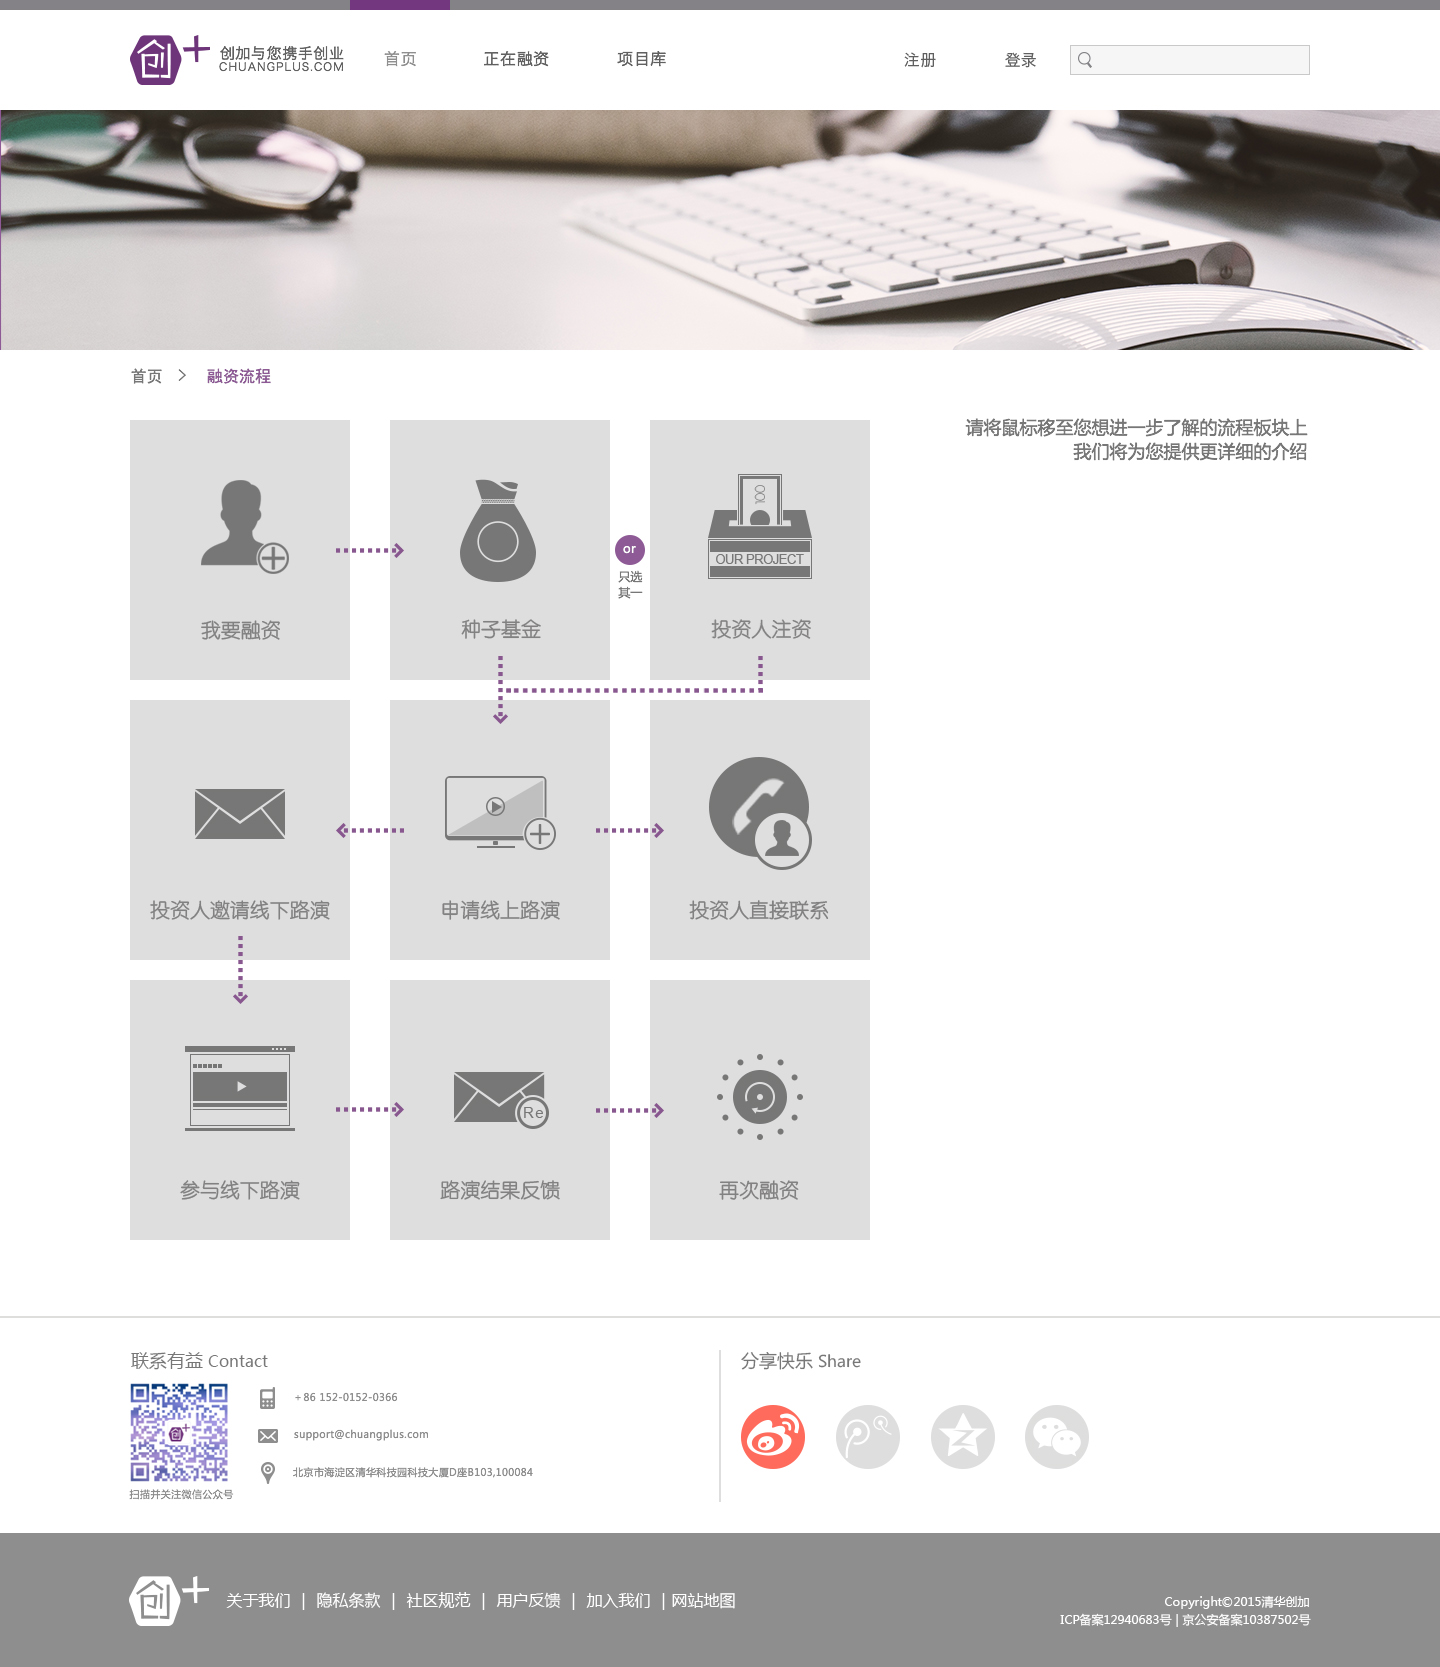 创
创加与您携手创业
CHUANGPLUS.COM
首页
正在融资
项目库
注册
登录
首页 > 融资流程
请将鼠标移至您想进一步了解的流程板块上
我们将为您提供更详细的介绍
OUR PROJECT
or
只选
其一
我要融资
种子基金
投资人注资
投资人邀请线下路演
申请线上路演
投资人直接联系
Re
参与线下路演
路演结果反馈
再次融资
联系有益 Contact
分享快乐 Share
+86 152-0152-0366
support@chuangplus.com
北京市海淀区清华科技园科技大厦D座B103,100084
创
扫描并关注微信公众号
创
关于我们 | 隐私条款 | 社区规范 | 用户反馈 | 加入我们 | 网站地图
Copyright©2015清华创加
ICP备案12940683号 | 京公安备案10387502号